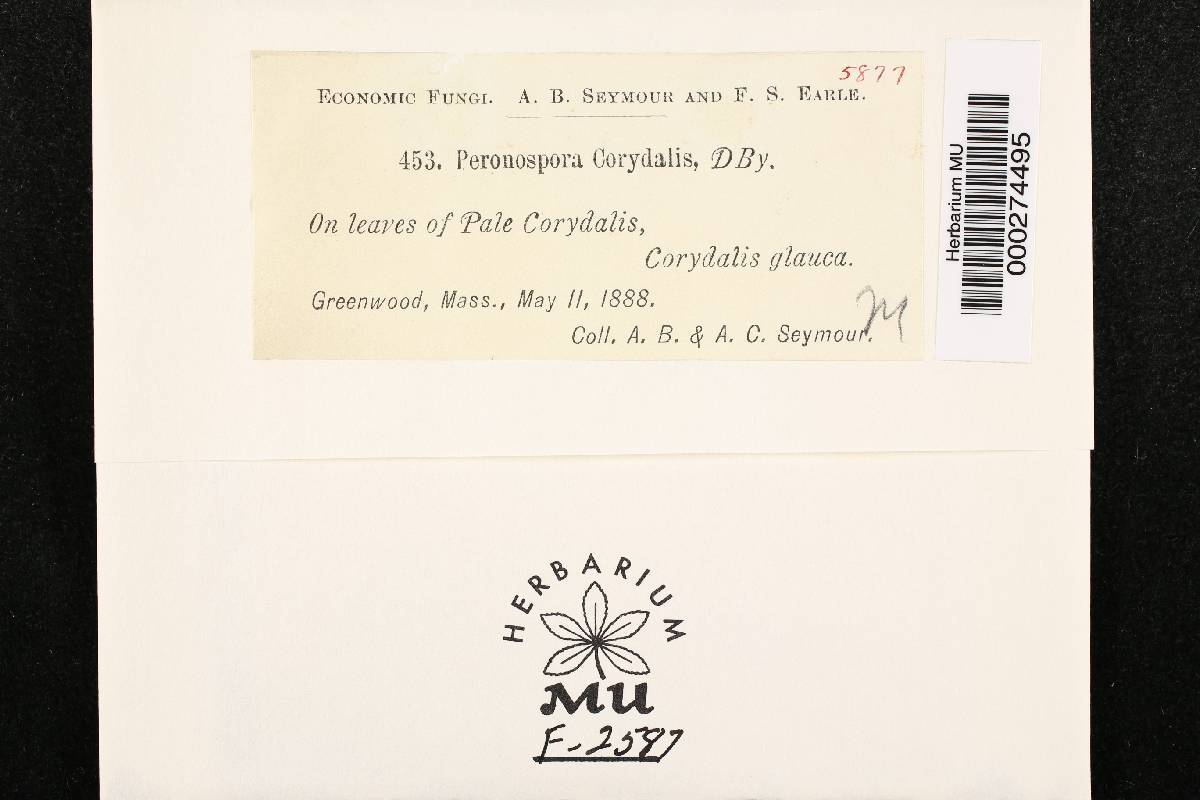 5877
ECONOMIC FUNGI. A. B. SEYMOUR AND F. S. EARLE.
453. Peronospora Corydalis, DBy.
On leaves of Pale Corydalis,
Corydalis glauca.
Greenwood, Mass., May 11, 1888.
Coll. A. B. & A. C. Seymour.
M
Herbarium MU
000274495
HERBARIUM
MU
F-2587